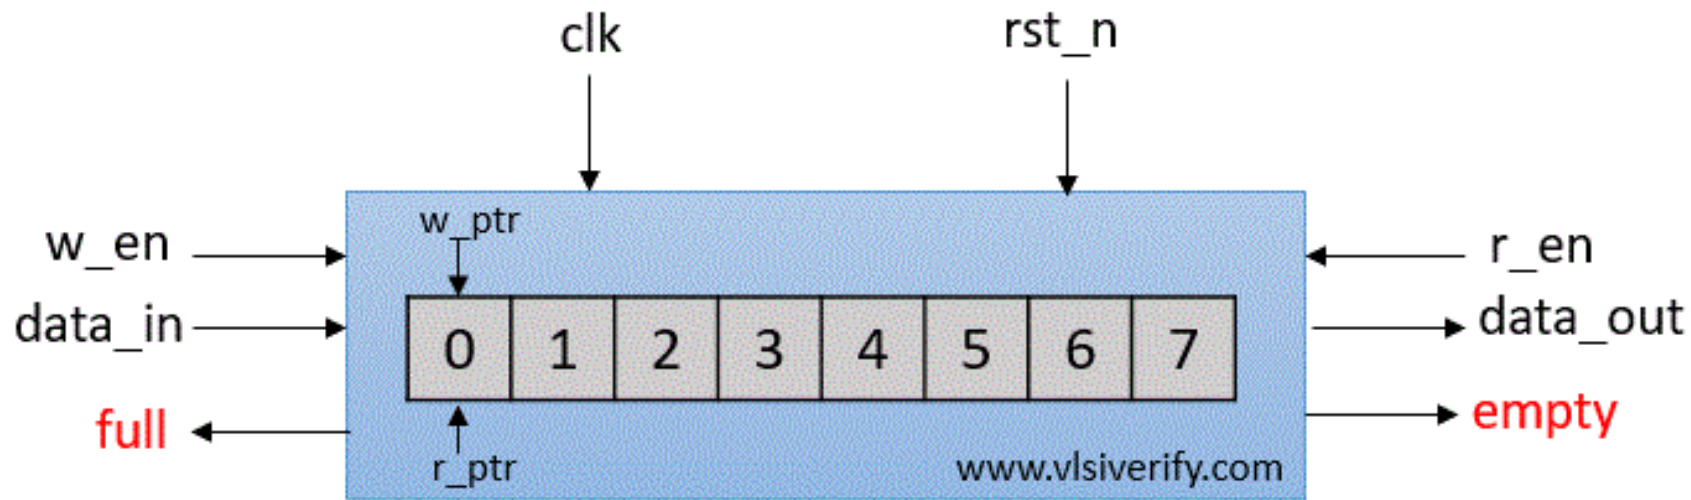 clk
rst_n
w_en
w_ptr
r_en
data_in
0 1 2 3 4 5 6 7
data_out
full
empty
r_ptr
www.vlsiverify.com